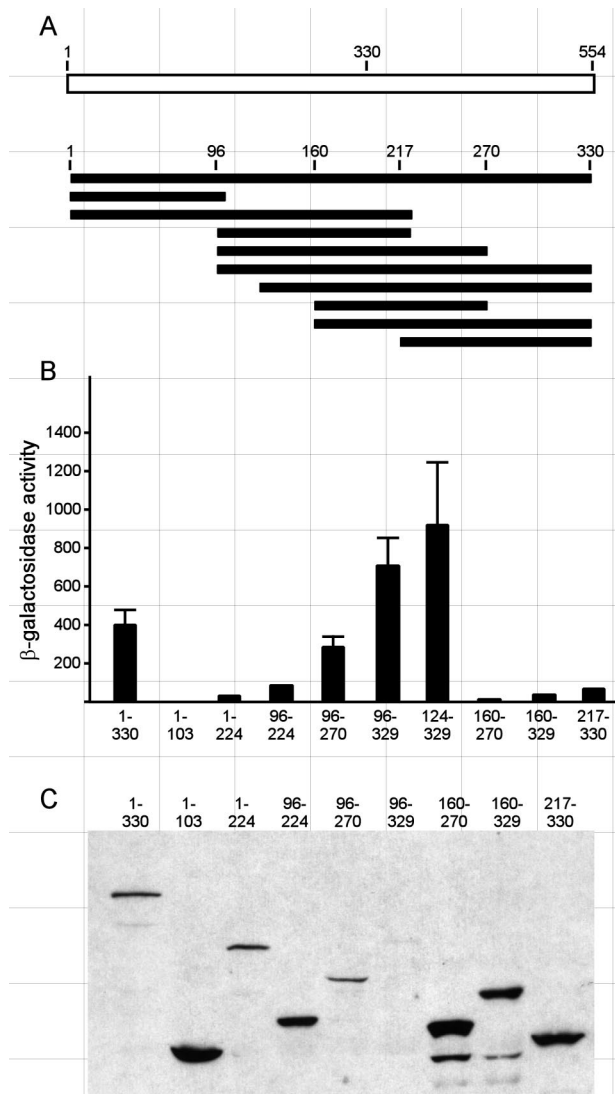 A
1 330 554
1 96 160 217 270 330
B
β-galactosidase activity
1400
1200
1000
800
600
400
200
1- 1- 1- 96- 96- 96- 124- 160- 160- 217-
330 103 224 224 270 329 329 270 329 330
C
1- 1- 1- 96- 96- 96- 160- 160- 217-
330 103 224 224 270 329 270 329 330